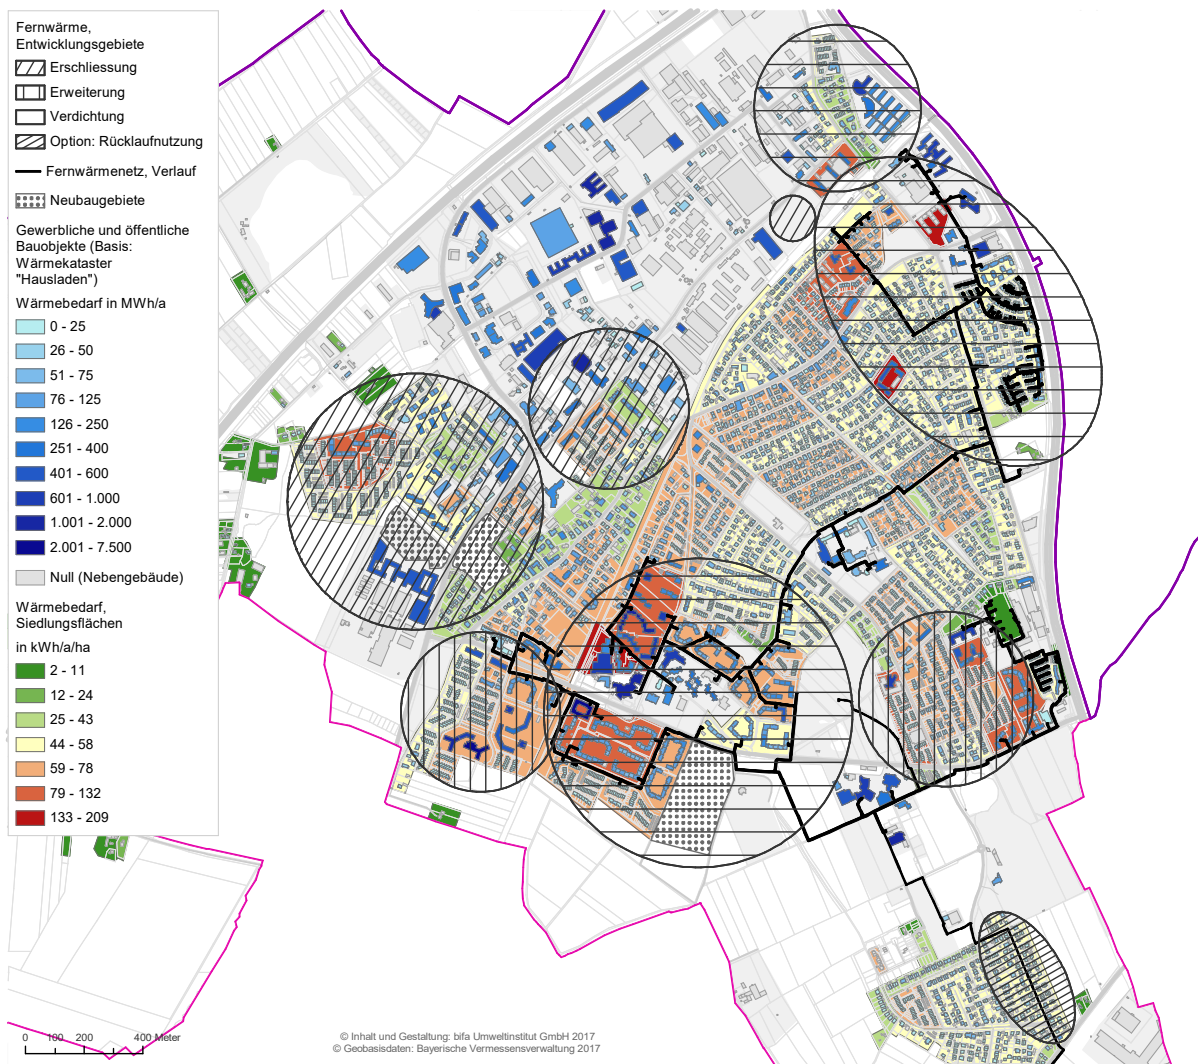 Fernwärme,
Entwicklungsgebiete
Erschliessung
Erweiterung
Verdichtung
Option: Rücklaufnutzung
Fernwärmenetz, Verlauf
Neubaugebiete
Gewerbliche und öffentliche
Bauobjekte (Basis:
Wärmekataster
"Hausladen")
Wärmebedarf in MWh/a
0 - 25
26 - 50
51 - 75
76 - 125
126 - 250
251 - 400
401 - 600
601 - 1.000
1.001 - 2.000
2.001 - 7.500
Null (Nebengebäude)
Wärmebedarf,
Siedlungsflächen
in kWh/a/ha
2 - 11
12 - 24
25 - 43
44 - 58
59 - 78
79 - 132
133 - 209
0 100 200 400 Meter
© Inhalt und Gestaltung: bifa Umweltinstitut GmbH 2017
© Geobasisdaten: Bayerische Vermessensverwaltung 2017